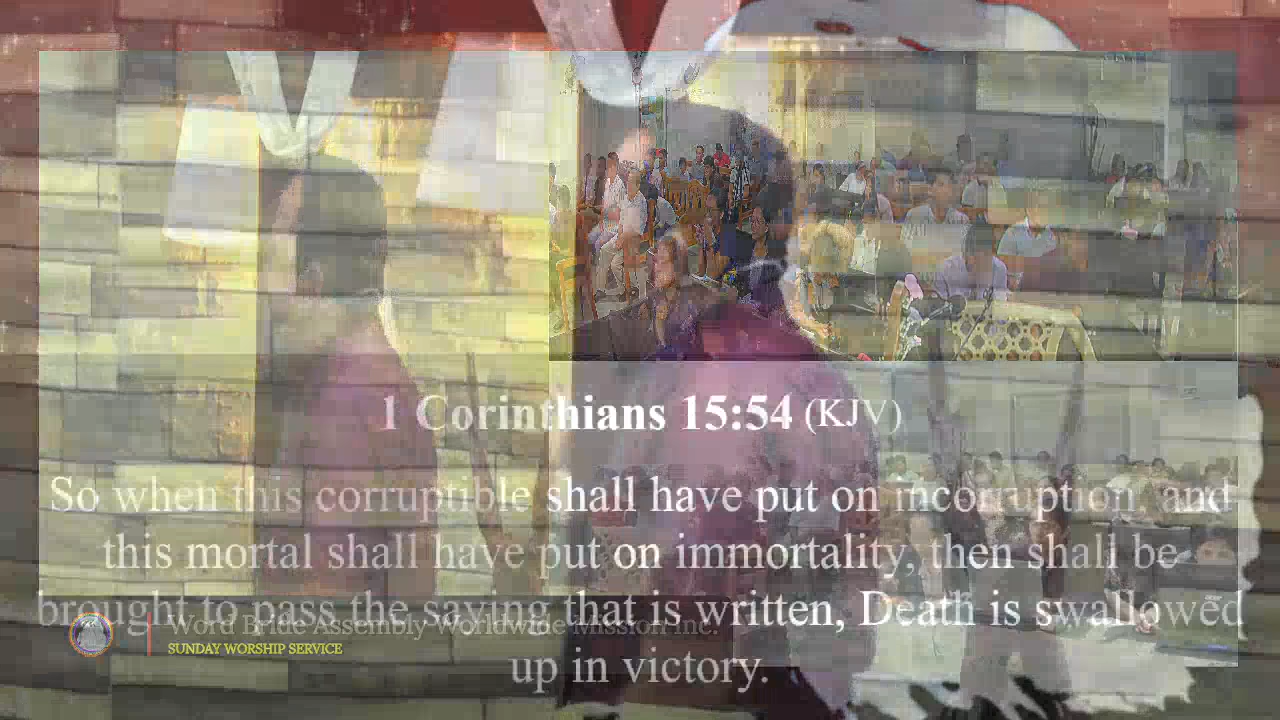 1 Corinthians 15:54 (KJV)
So when this corruptible shall have put on incorruption, and
this mortal shall have put on immortality, then shall be
brought to pass the saying that is written, Death is swallowed
up in victory.
Word Bride Assembly Worldwide Mission Inc.
SUNDAY WORSHIP SERVICE